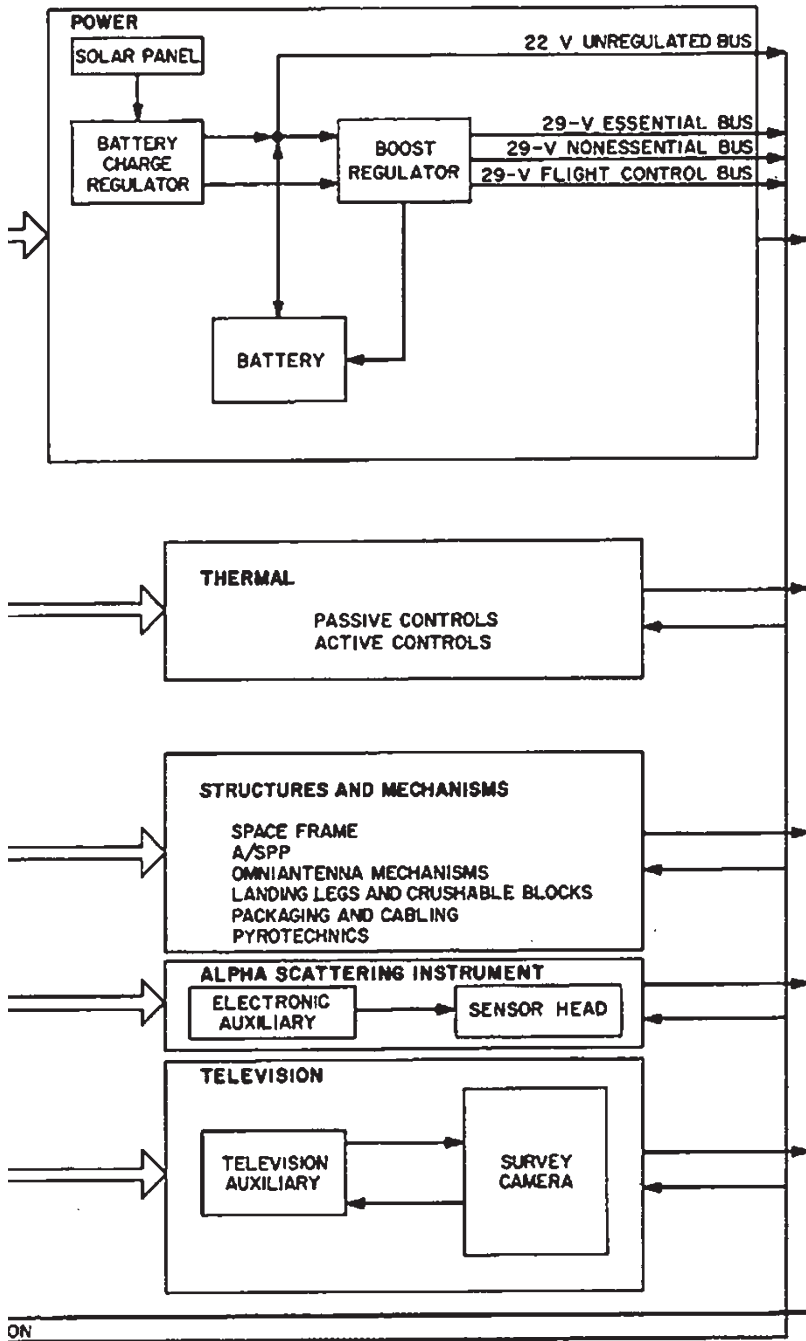 POWER
SOLAR PANEL
22 V UNREGULATED BUS
BATTERY
CHARGE
REGULATOR
BOOST
REGULATOR
29-V ESSENTIAL BUS
29-V NONESSENTIAL BUS
29-V FLIGHT CONTROL BUS
BATTERY
THERMAL
PASSIVE CONTROLS
ACTIVE CONTROLS
STRUCTURES AND MECHANISMS
SPACE FRAME
A/SPP
OMNIANTENNA MECHANISMS
LANDING LEGS AND CRUSHABLE BLOCKS
PACKAGING AND CABLING
PYROTECHNICS
ALPHA SCATTERING INSTRUMENT
ELECTRONIC
AUXILIARY
SENSOR HEAD
TELEVISION
TELEVISION
AUXILIARY
SURVEY
CAMERA
ON